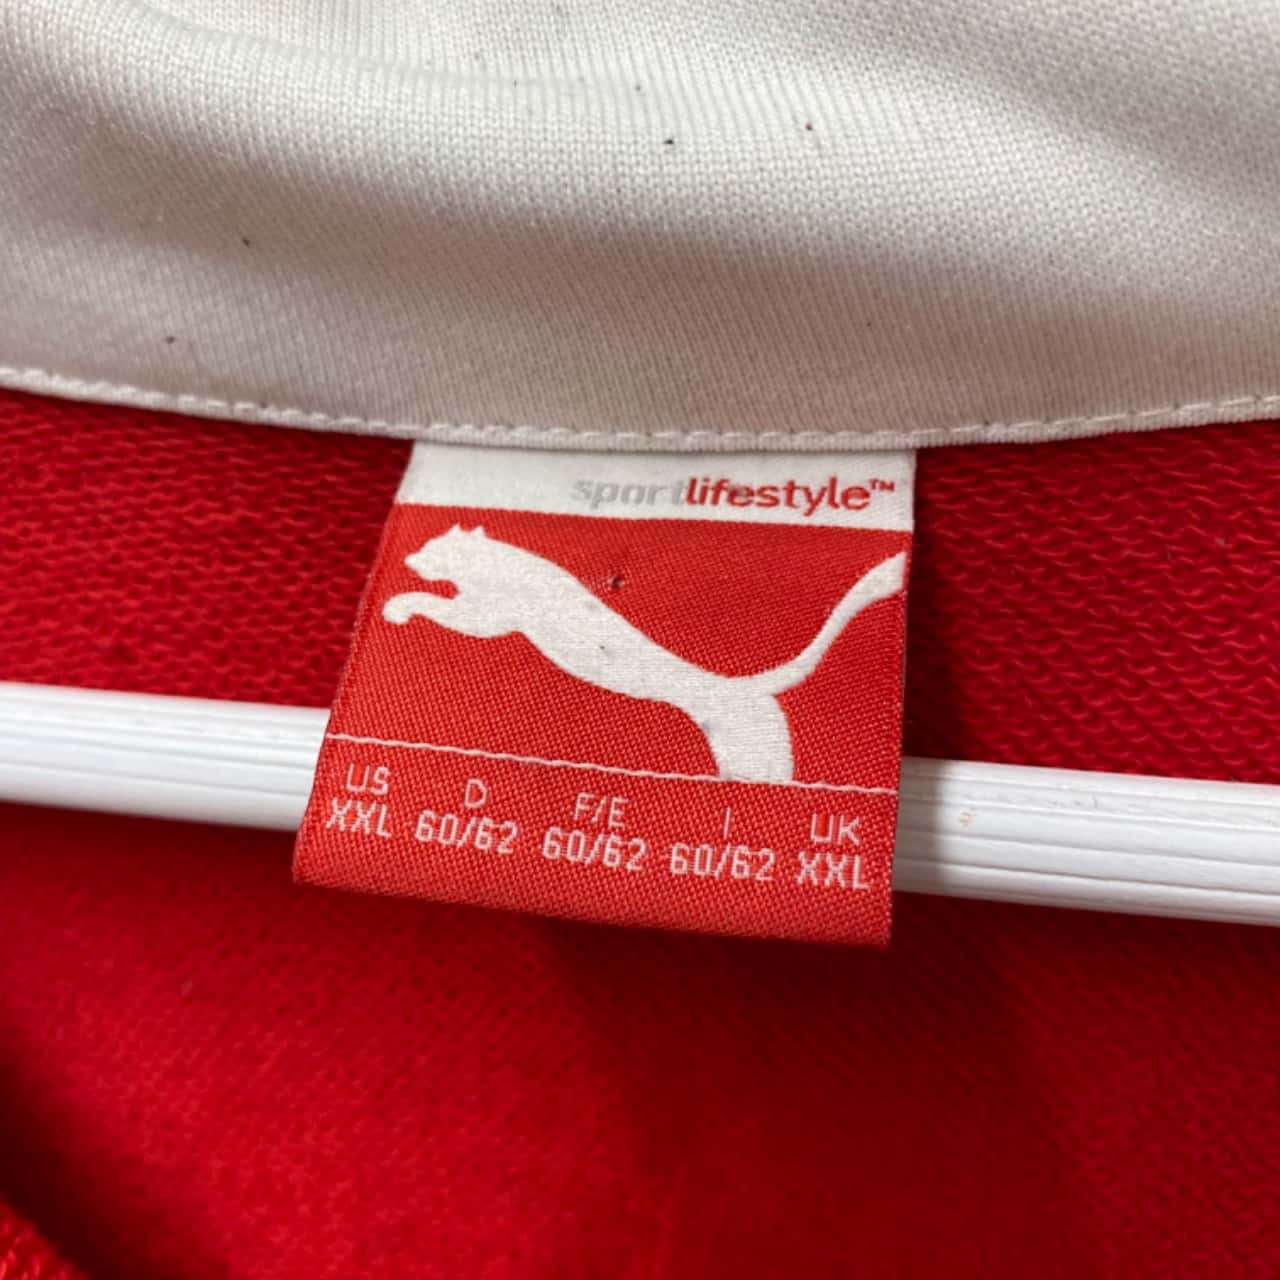 sportlifestyle™
US D F/E I UK
XXL 60/62 60/62 60/62 XXL